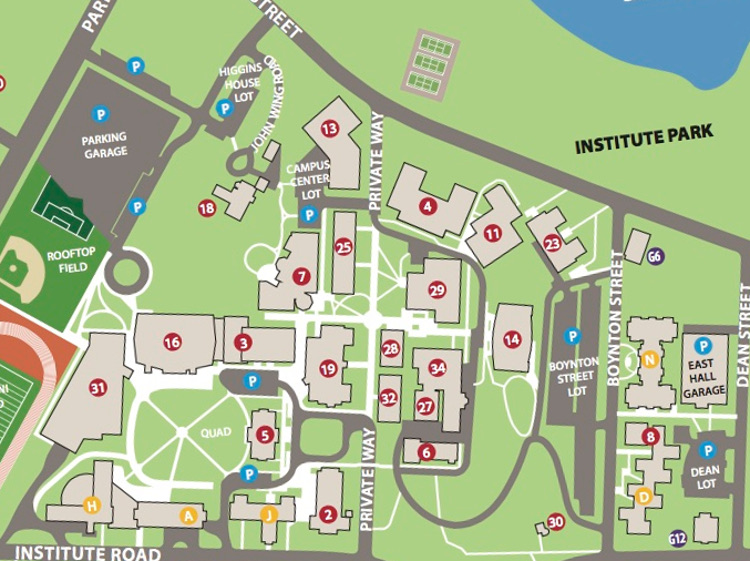 PARK
STREET
HIGGINS
HOUSE
LOT
JOHN WING ROAD
P
P
P
P
PARKING
GARAGE
ROOFTOP
FIELD
18
13
CAMPUS
CENTER
LOT
P
PRIVATE WAY
INSTITUTE PARK
4
11
23
25
7
29
G6
BOYNTON STREET
DEAN STREET
16
3
19
28
32
34
27
14
P
BOYNTON
STREET
LOT
N
P
EAST
HALL
GARAGE
31
P
QUAD
5
P
6
8
P
DEAN
LOT
D
H
A
J
2
PRIVATE WAY
30
G12
INSTITUTE ROAD